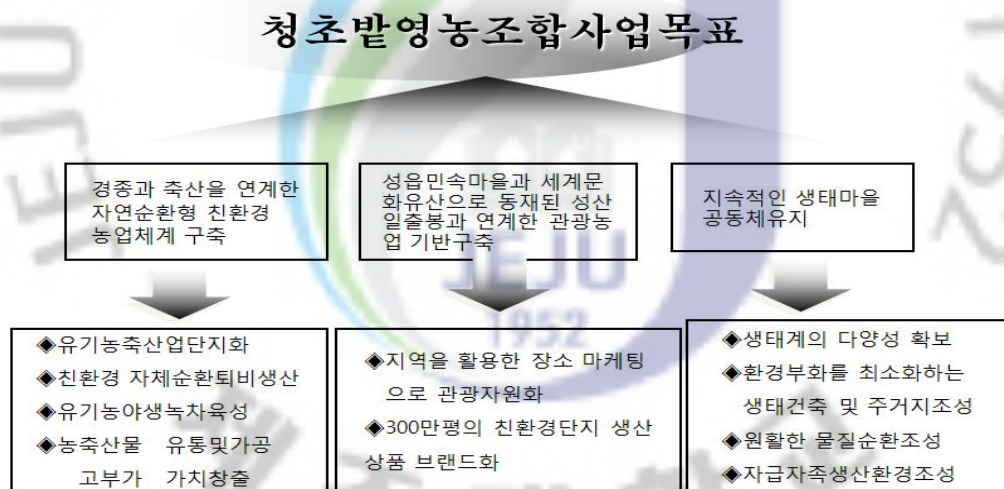 청초밭영농조합사업목표
경종과 축산을 연계한
자연순환형 친환경
농업체계 구축
성읍민속마을과 세계문
화유산으로 동재된 성산
일출봉과 연계한 관광농
업 기반구축
지속적인 생태마을
공동체유지
◈유기농축산업단지화
◈친환경 자체순환퇴비생산
◈유기농야생녹차육성
◈농축산물 유통및가공
고부가 가치창출
◈지역을 활용한 장소 마케팅
으로 관광자원화
◈300만평의 친환경단지 생산
상품 브랜드화
◈생태계의 다양성 확보
◈환경부화를 최소화하는
생태건축 및 주거지조성
◈원활한 물질순환조성
◈자급자족생산환경조성
JEJU
1952
JEJU
1952